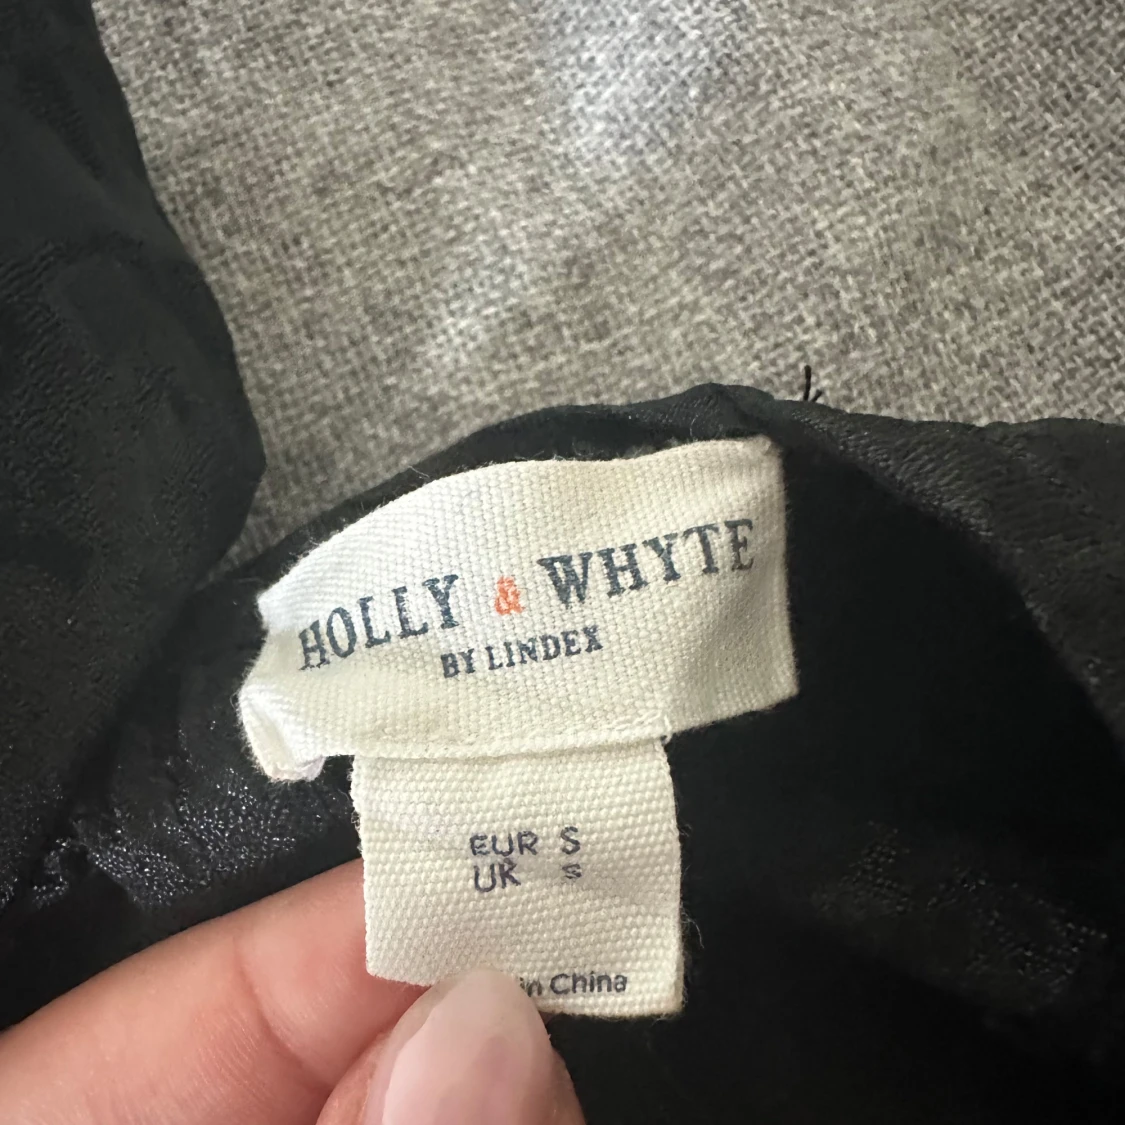 HOLLY & WHYTE
BY LINDEX
EUR S
UK S
in China